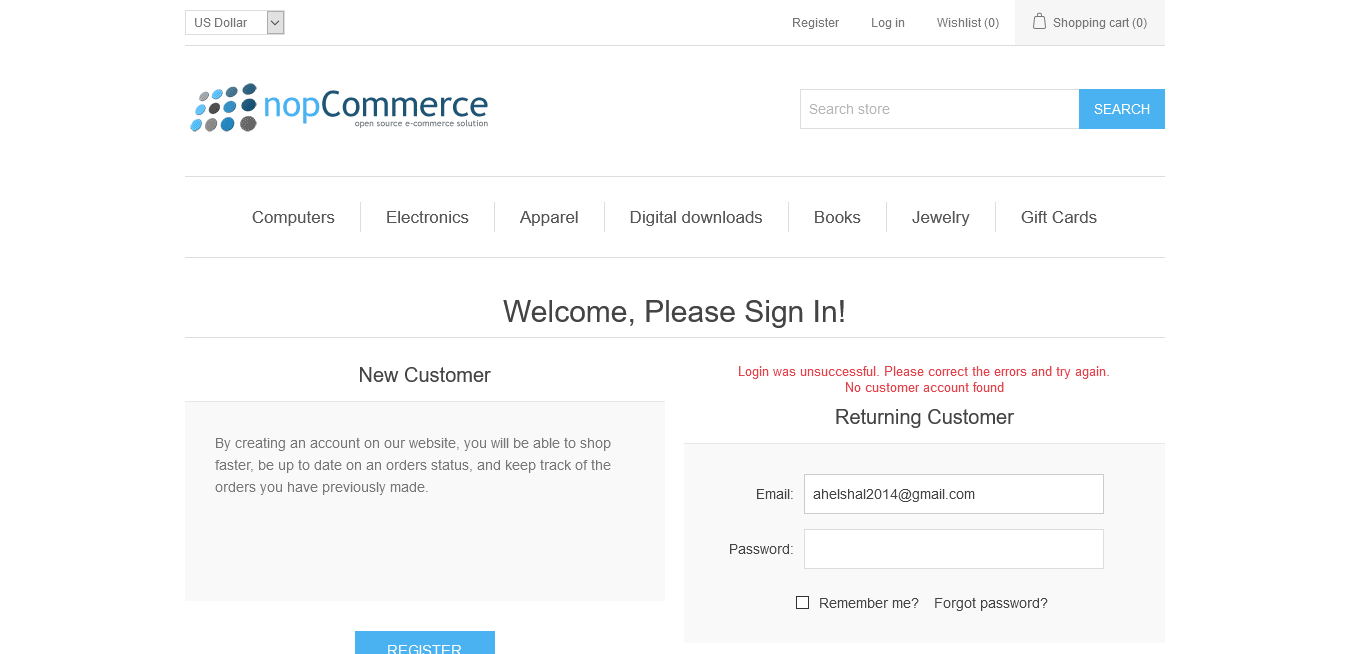 US Dollar
Register
Log in
Wishlist (0)
Shopping cart (0)
nopCommerce
open source e-commerce solution
Search store
SEARCH
Computers
Electronics
Apparel
Digital downloads
Books
Jewelry
Gift Cards
Welcome, Please Sign In!
New Customer
By creating an account on our website, you will be able to shop
faster, be up to date on an orders status, and keep track of the
orders you have previously made.
REGISTER
Login was unsuccessful. Please correct the errors and try again.
No customer account found
Returning Customer
Email:
ahelshal2014@gmail.com
Password:
Remember me?
Forgot password?